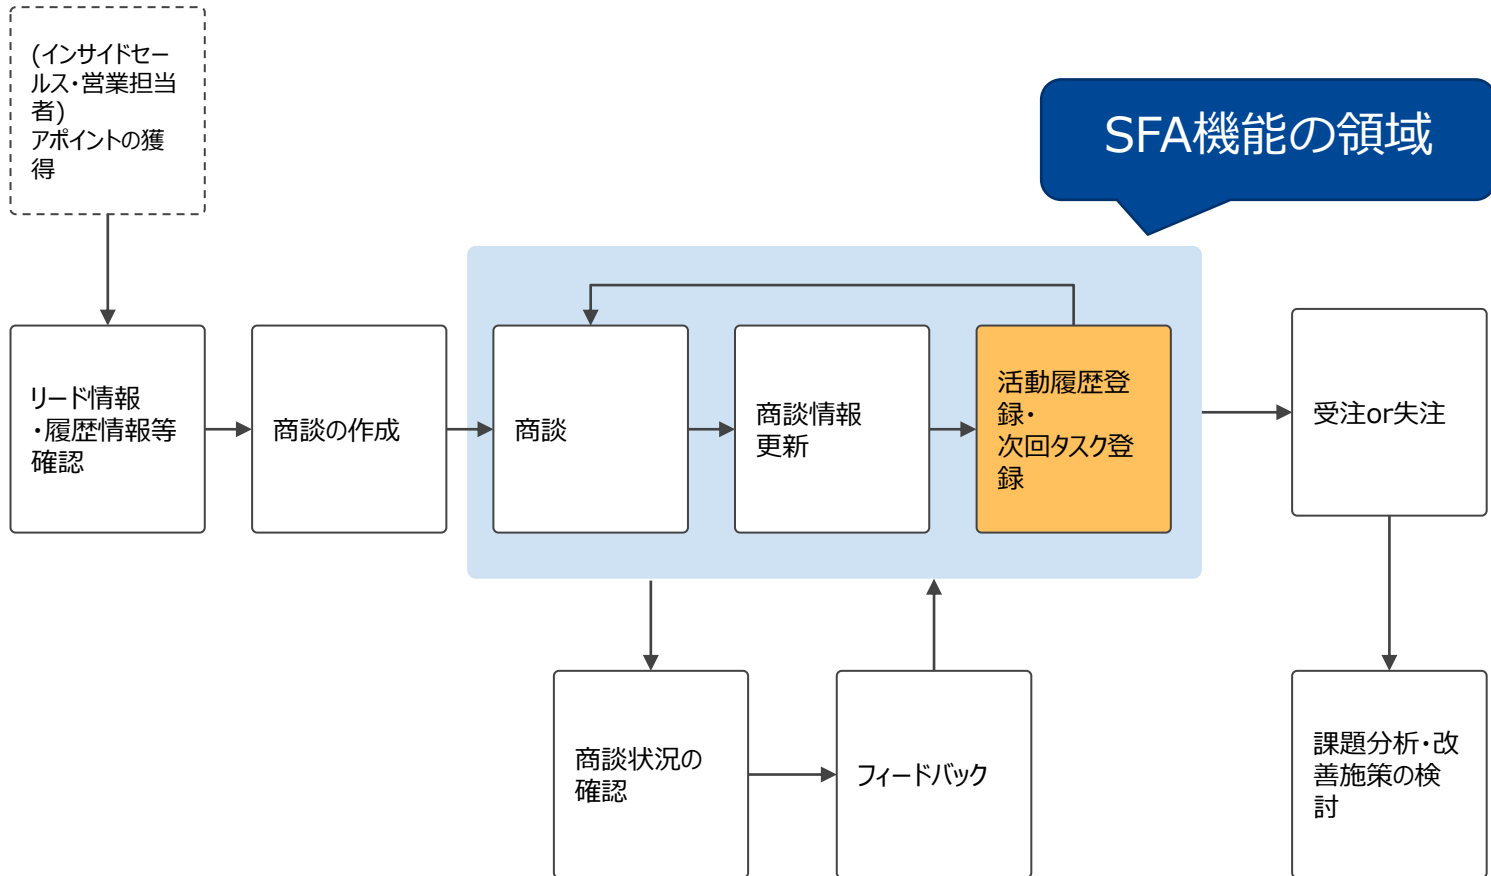 (インサイドセー
ルス・営業担当
者)
アポイントの獲
得
SFA機能の領域
リード情報
・履歴情報等
確認
商談の作成
商談
商談情報
更新
活動履歴登
録・
次回タスク登
録
受注or失注
商談状況の
確認
フィードバック
課題分析・改
善施策の検
討